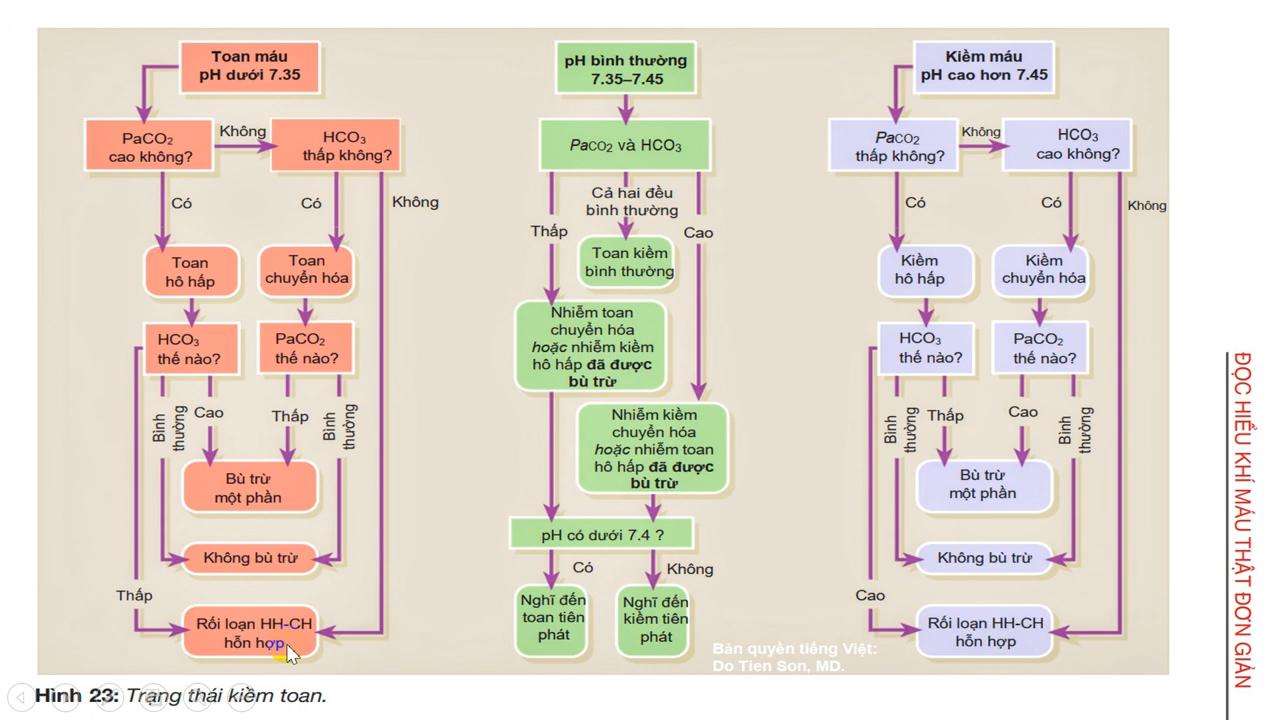 Toan máu
pH dưới 7.35
PaCO₂
cao không?
Không
HCO₃
thấp không?
Có
Có
Không
Toan
hô hấp
Toan
chuyển hóa
HCO₃
thế nào?
PaCO₂
thế nào?
Bình
thường
Cao
Thấp
Bình
thường
Bù trừ
một phần
Không bù trừ
Thấp
Rối loạn HH-CH
hỗn hợp
pH bình thường
7.35–7.45
PaCO₂ và HCO₃
Cả hai đều
bình thường
Thấp
Cao
Toan kiềm
bình thường
Nhiễm toan
chuyển hóa
hoặc nhiễm kiềm
hô hấp đã được
bù trừ
Nhiễm kiềm
chuyển hóa
hoặc nhiễm toan
hô hấp đã được
bù trừ
pH có dưới 7.4 ?
Có
Không
Nghĩ đến
toan tiên
phát
Nghĩ đến
kiềm tiên
phát
Kiềm máu
pH cao hơn 7.45
PaCO₂
thấp không?
Không
HCO₃
cao không?
Có
Có
Không
Kiềm
hô hấp
Kiềm
chuyển hóa
HCO₃
thế nào?
PaCO₂
thế nào?
Bình
thường
Thấp
Cao
Bình
thường
Bù trừ
một phần
Không bù trừ
Cao
Rối loạn HH-CH
hỗn hợp
Bản quyền tiếng Việt:
Do Tien Son, MD.
Hình 23: Trạng thái kiềm toan.
ĐỌC HIỂU KHÍ MÁU THẬT ĐƠN GIẢN